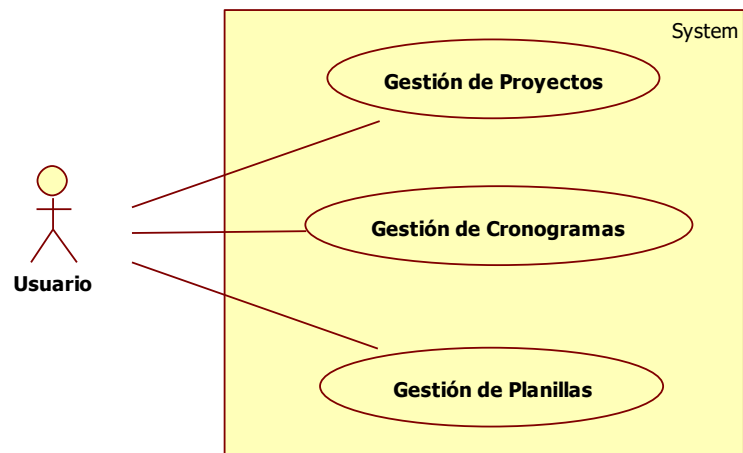 System
Gestión de Proyectos
Gestión de Cronogramas
Usuario
Gestión de Planillas